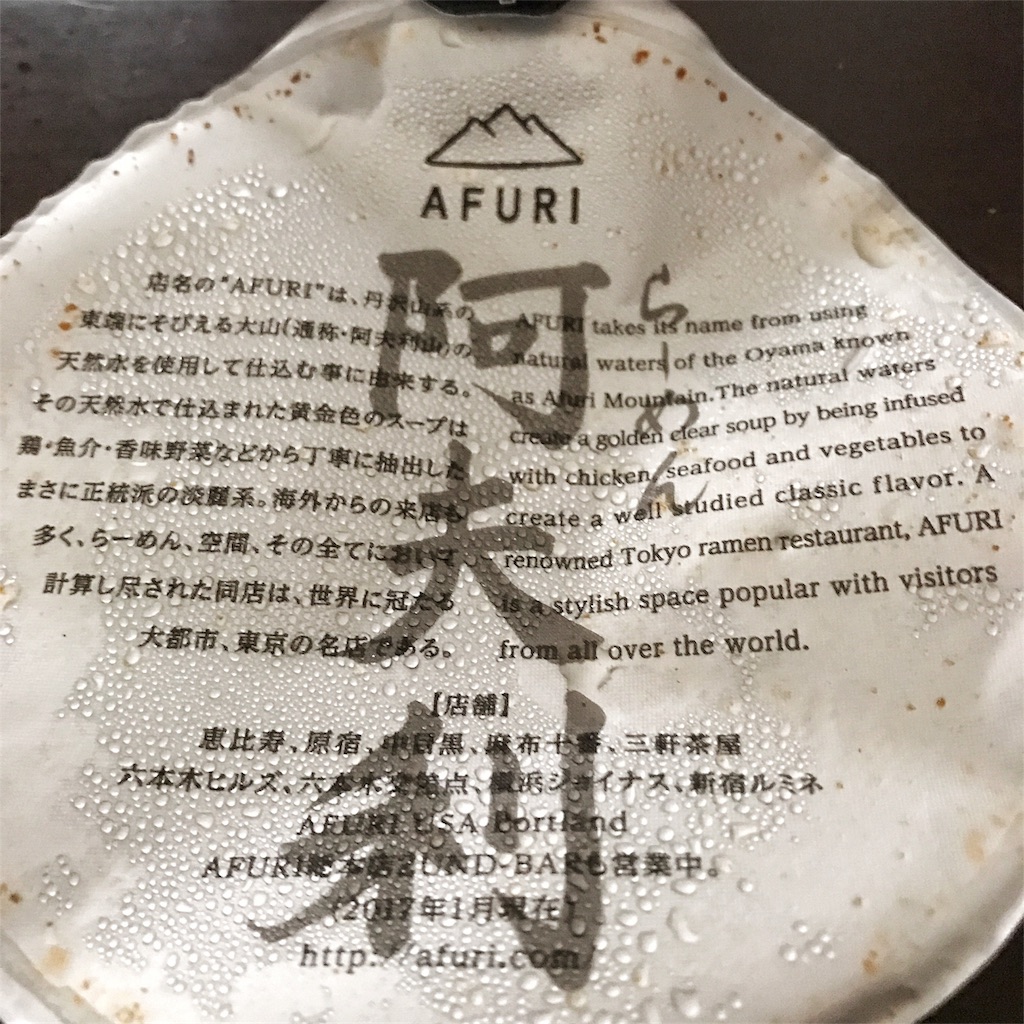 AFURI
阿夫利
らーめん
店名の"AFURI"は、丹沢山系の
東端にそびえる大山(通称・阿夫利山)の
天然水を使用して仕込む事に由来する。
その天然水で仕込まれた黄金色のスープは
鶏・魚介・香味野菜などから丁寧に抽出した
まさに正統派の淡麗系。海外からの来店も
多く、らーめん、空間、その全てにおいて
計算し尽された同店は、世界に冠たる
大都市、東京の名店である。
AFURI takes its name from using
natural waters of the Oyama known
as Afuri Mountain.The natural waters
create a golden clear soup by being infused
with chicken, seafood and vegetables to
create a well studied classic flavor. A
renowned Tokyo ramen restaurant, AFURI
is a stylish space popular with visitors
from all over the world.
【店舗】
恵比寿、原宿、中目黒、麻布十番、三軒茶屋
六本木ヒルズ、六本木交差点、横浜ジョイナス、新宿ルミネ
AFURI USA Portland
AFURI総本店ZUND-BARも営業中。
(2017年1月現在)
http://afuri.com/